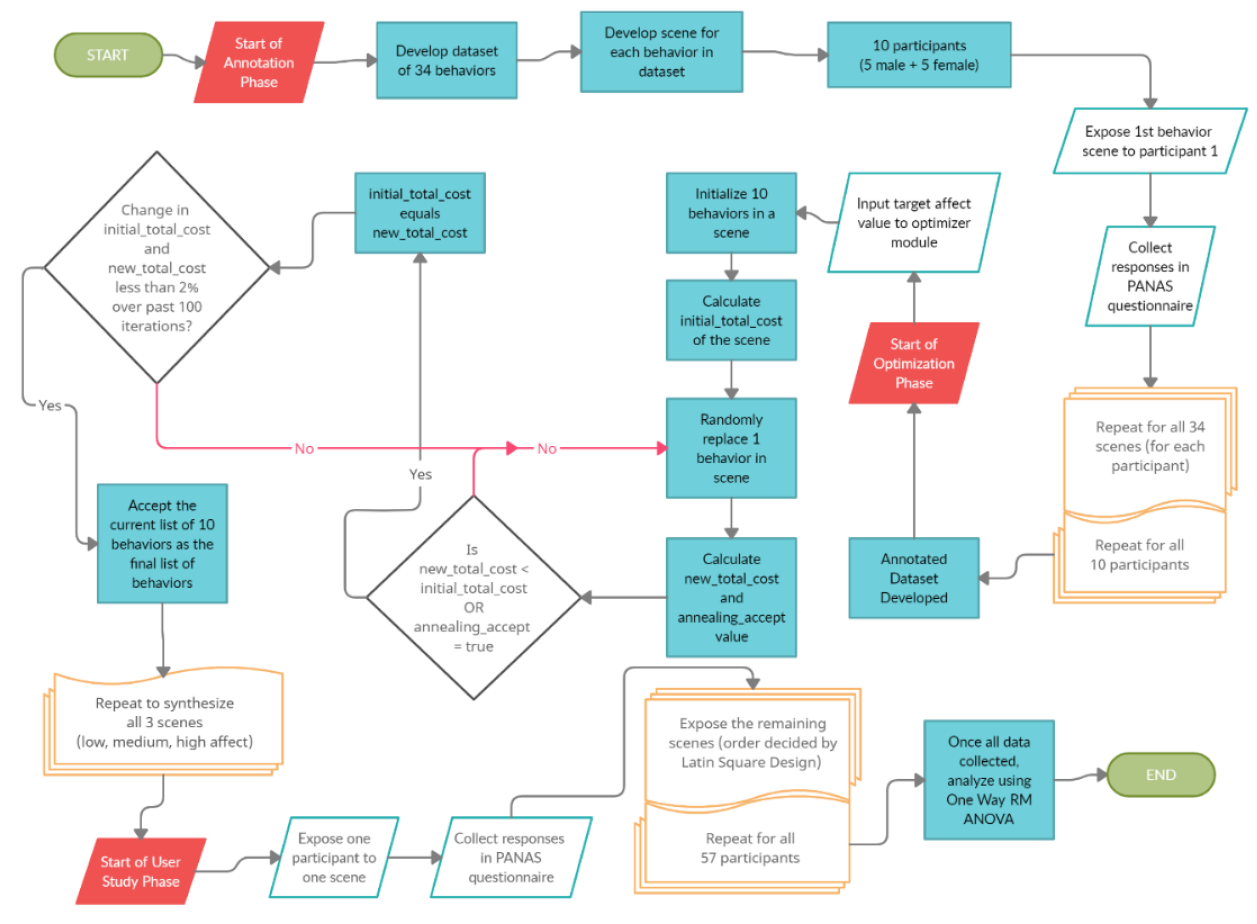 START
Start of
Annotation
Phase
Develop dataset
of 34 behaviors
Develop scene for
each behavior in
dataset
10 participants
(5 male + 5 female)
Expose 1st behavior
scene to participant 1
Collect
responses in
PANAS
questionnaire
Repeat for all 34
scenes (for each
participant)
Repeat for all
10 participants
Annotated
Dataset
Developed
Start of
Optimization
Phase
Input target affect
value to optimizer
module
Initialize 10
behaviors in a
scene
Calculate
initial_total_cost
of the scene
Randomly
replace 1
behavior in
scene
Calculate
new_total_cost
and
annealing_accept
value
Is
new_total_cost <
initial_total_cost
OR
annealing_accept
= true
No
Yes
initial_total_cost
equals
new_total_cost
Change in
initial_total_cost
and
new_total_cost
less than 2%
over past 100
iterations?
No
Yes
Accept the
current list of 10
behaviors as the
final list of
behaviors
Repeat to synthesize
all 3 scenes
(low, medium, high affect)
Start of User
Study Phase
Expose one
participant to
one scene
Collect responses
in PANAS
questionnaire
Expose the remaining
scenes (order decided by
Latin Square Design)
Repeat for all
57 participants
Once all data
collected,
analyze using
One Way RM
ANOVA
END